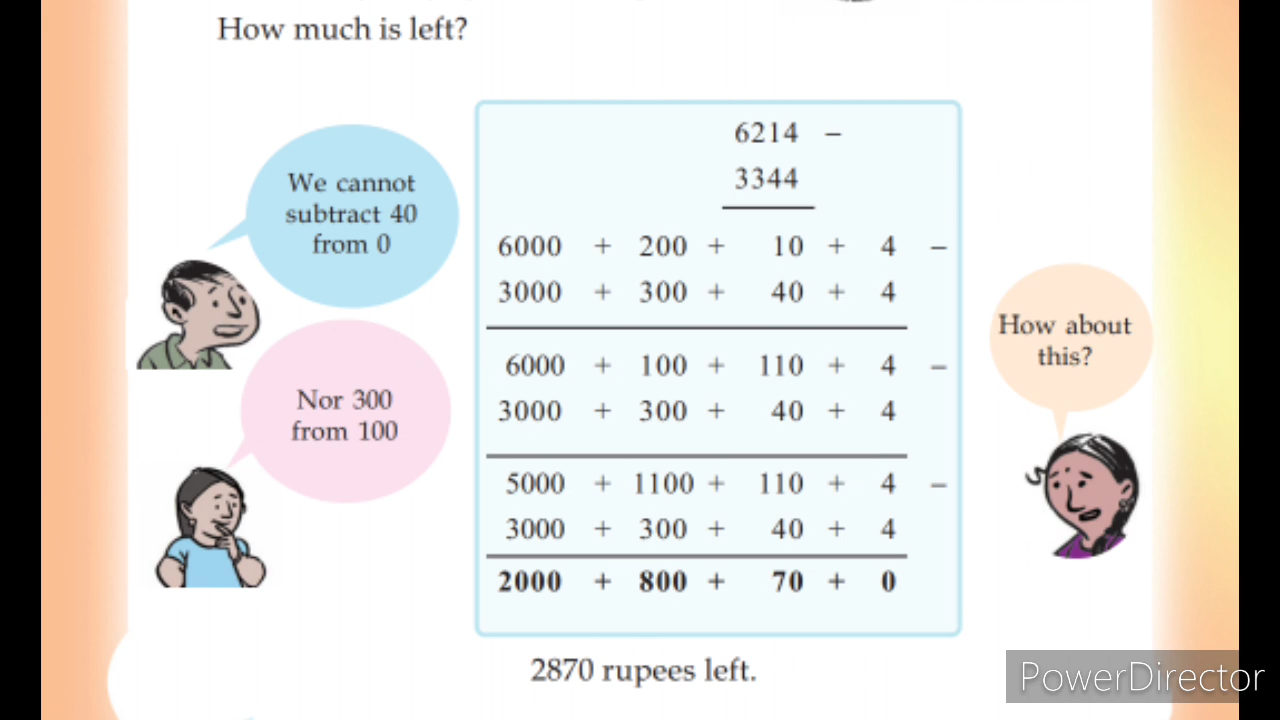 How much is left?
We cannot
subtract 40
from 0
Nor 300
from 100
6214 –
3344
6000 + 200 + 10 + 4 –
3000 + 300 + 40 + 4
6000 + 100 + 110 + 4 –
3000 + 300 + 40 + 4
5000 + 1100 + 110 + 4 –
3000 + 300 + 40 + 4
2000 + 800 + 70 + 0
How about
this?
2870 rupees left.
PowerDirector